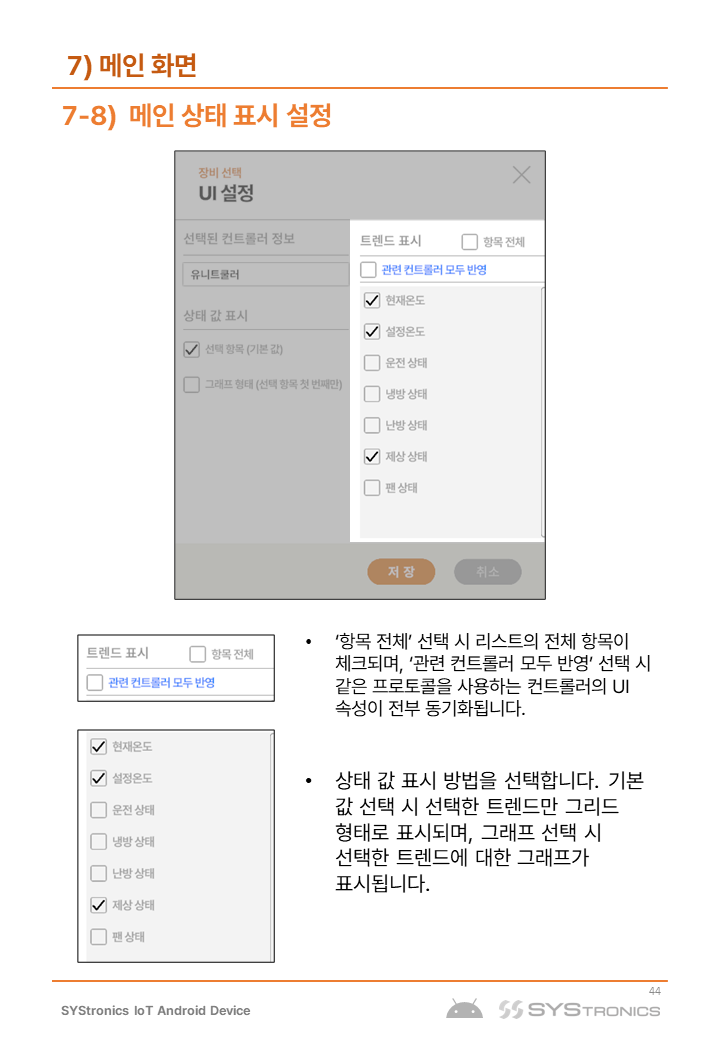 7) 메인 화면
7-8) 메인 상태 표시 설정
장비 선택
UI 설정
선택된 컨트롤러 정보
유니트쿨러
상태 값 표시
선택 항목 (기본 값)
그래프 형태 (선택 항목 첫 번째만)
트렌드 표시
항목 전체
관련 컨트롤러 모두 반영
현재온도
설정온도
운전 상태
냉방 상태
난방 상태
제상 상태
팬 상태
저 장
취소
트렌드 표시
항목 전체
관련 컨트롤러 모두 반영
• ‘항목 전체’ 선택 시 리스트의 전체 항목이
체크되며, ‘관련 컨트롤러 모두 반영’ 선택 시
같은 프로토콜을 사용하는 컨트롤러의 UI
속성이 전부 동기화됩니다.
현재온도
설정온도
운전 상태
냉방 상태
난방 상태
제상 상태
팬 상태
• 상태 값 표시 방법을 선택합니다. 기본
값 선택 시 선택한 트렌드만 그리드
형태로 표시되며, 그래프 선택 시
선택한 트렌드에 대한 그래프가
표시됩니다.
44
SYStronics IoT Android Device
SYSTRONICS